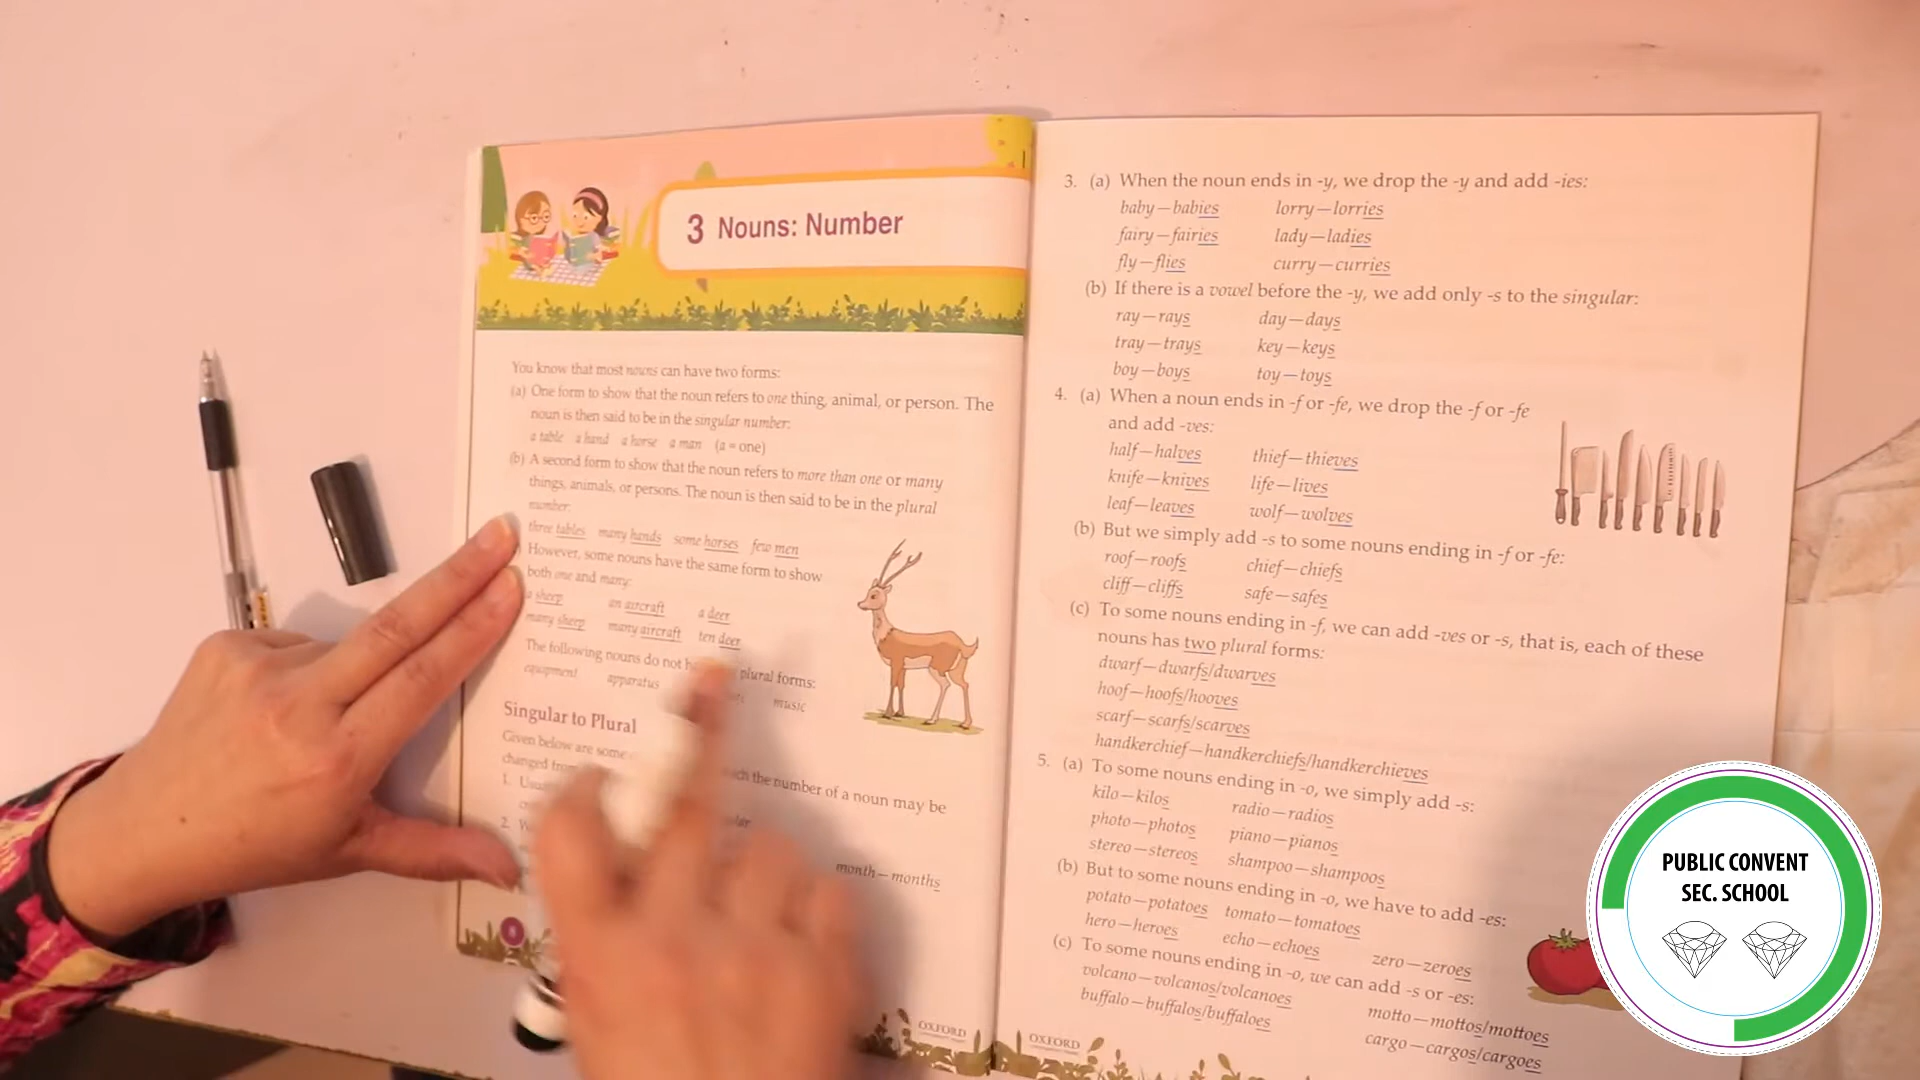 3 Nouns: Number
You know that most nouns can have two forms:
(a) One form to show that the noun refers to one thing, animal, or person. The
noun is then said to be in the singular number:
a table a hand a horse a man (a = one)
(b) A second form to show that the noun refers to more than one or many
things, animals, or persons. The noun is then said to be in the plural
number:
three tables many hands some horses few men
However, some nouns have the same form to show
both one and many:
a sheep an aircraft a deer
many sheep many aircraft ten deer
The following nouns do not plural forms:
equipment apparatus music
Singular to Plural
Given below are some the number of a noun may be
changed from
1.
2.
month—months
8
OXFORD
3. (a) When the noun ends in -y, we drop the -y and add -ies:
baby—babies lorry—lorries
fairy—fairies lady—ladies
fly—flies curry—curries
(b) If there is a vowel before the -y, we add only -s to the singular:
ray—rays day—days
tray—trays key—keys
boy—boys toy—toys
4. (a) When a noun ends in -f or -fe, we drop the -f or -fe
and add -ves:
half—halves thief—thieves
knife—knives life—lives
leaf—leaves wolf—wolves
(b) But we simply add -s to some nouns ending in -f or -fe:
roof—roofs chief—chiefs
cliff—cliffs safe—safes
(c) To some nouns ending in -f, we can add -ves or -s, that is, each of these
nouns has two plural forms:
dwarf—dwarfs/dwarves
hoof—hoofs/hooves
scarf—scarfs/scarves
handkerchief—handkerchiefs/handkerchieves
5. (a) To some nouns ending in -o, we simply add -s:
kilo—kilos radio—radios
photo—photos piano—pianos
stereo—stereos shampoo—shampoos
(b) But to some nouns ending in -o, we have to add -es:
potato—potatoes tomato—tomatoes
hero—heroes echo—echoes zero—zeroes
(c) To some nouns ending in -o, we can add -s or -es:
volcano—volcanos/volcanoes motto—mottos/mottoes
buffalo—buffalos/buffaloes cargo—cargos/cargoes
OXFORD
PUBLIC CONVENT
SEC. SCHOOL